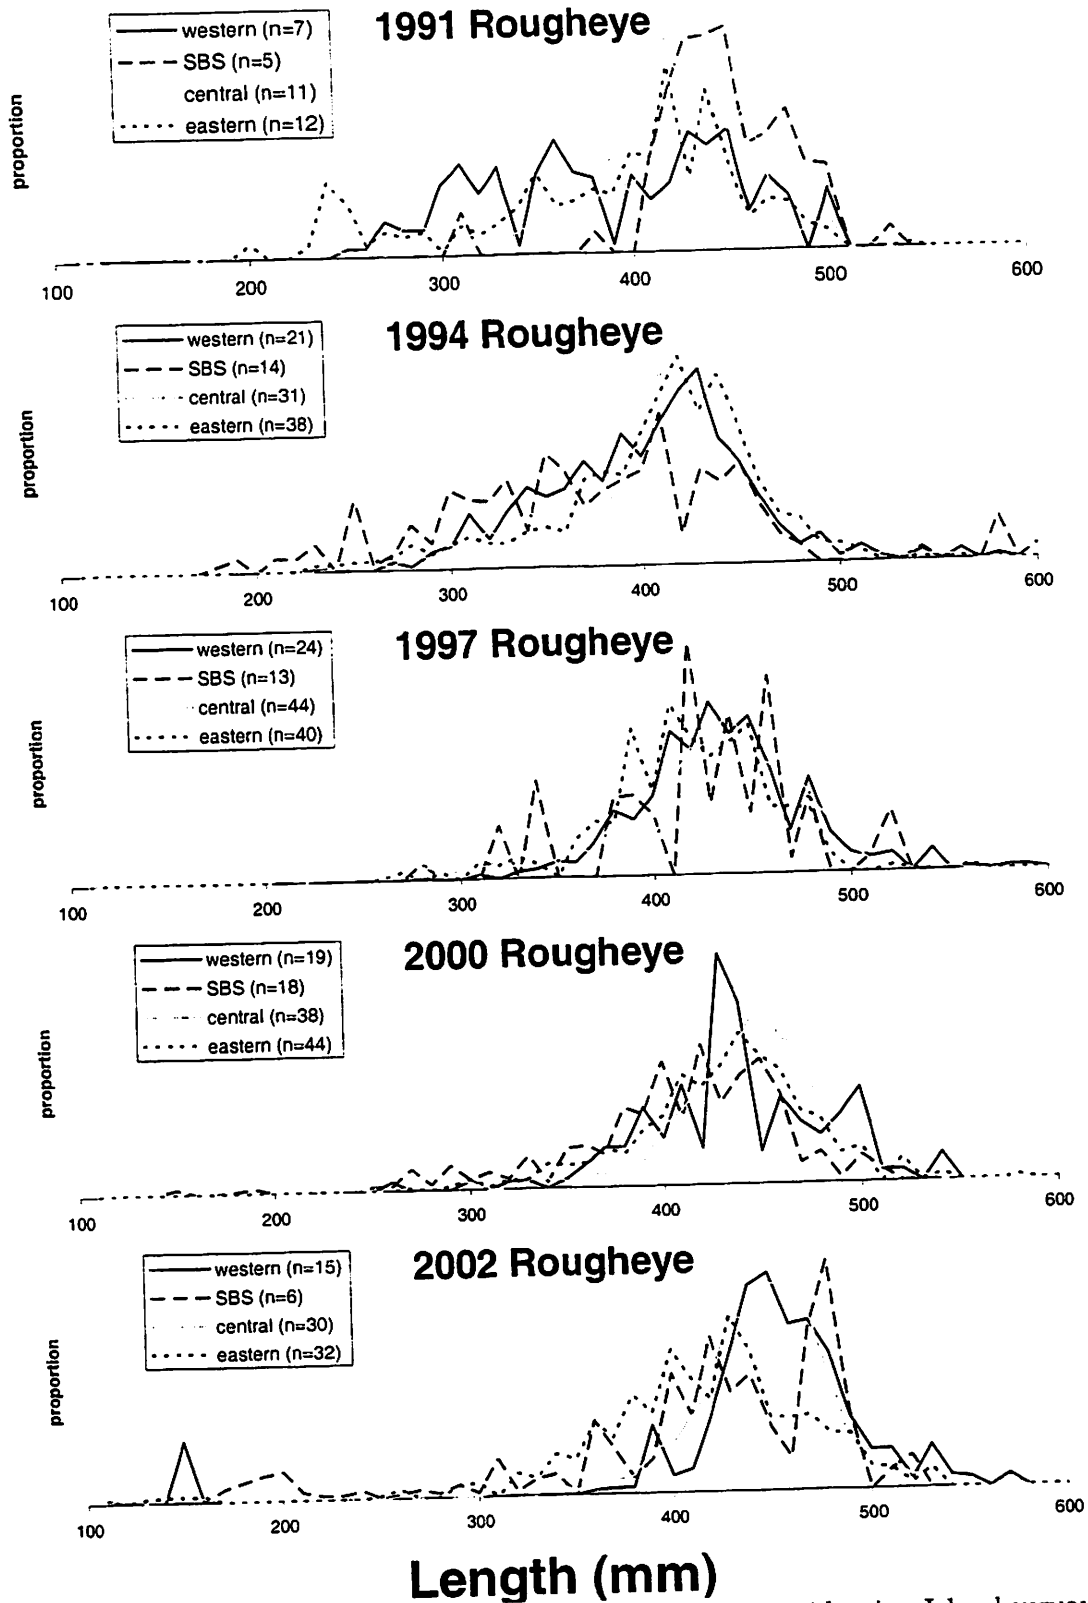 1991 Rougheye
western (n=7)
SBS (n=5)
central (n=11)
eastern (n=12)
proportion
100 200 300 400 500 600
1994 Rougheye
western (n=21)
SBS (n=14)
central (n=31)
eastern (n=38)
proportion
100 200 300 400 500 600
1997 Rougheye
western (n=24)
SBS (n=13)
central (n=44)
eastern (n=40)
proportion
100 200 300 400 500 600
2000 Rougheye
western (n=19)
SBS (n=18)
central (n=38)
eastern (n=44)
proportion
100 200 300 400 500 600
2002 Rougheye
western (n=15)
SBS (n=6)
central (n=30)
eastern (n=32)
proportion
100 200 300 400 500 600
Length (mm)